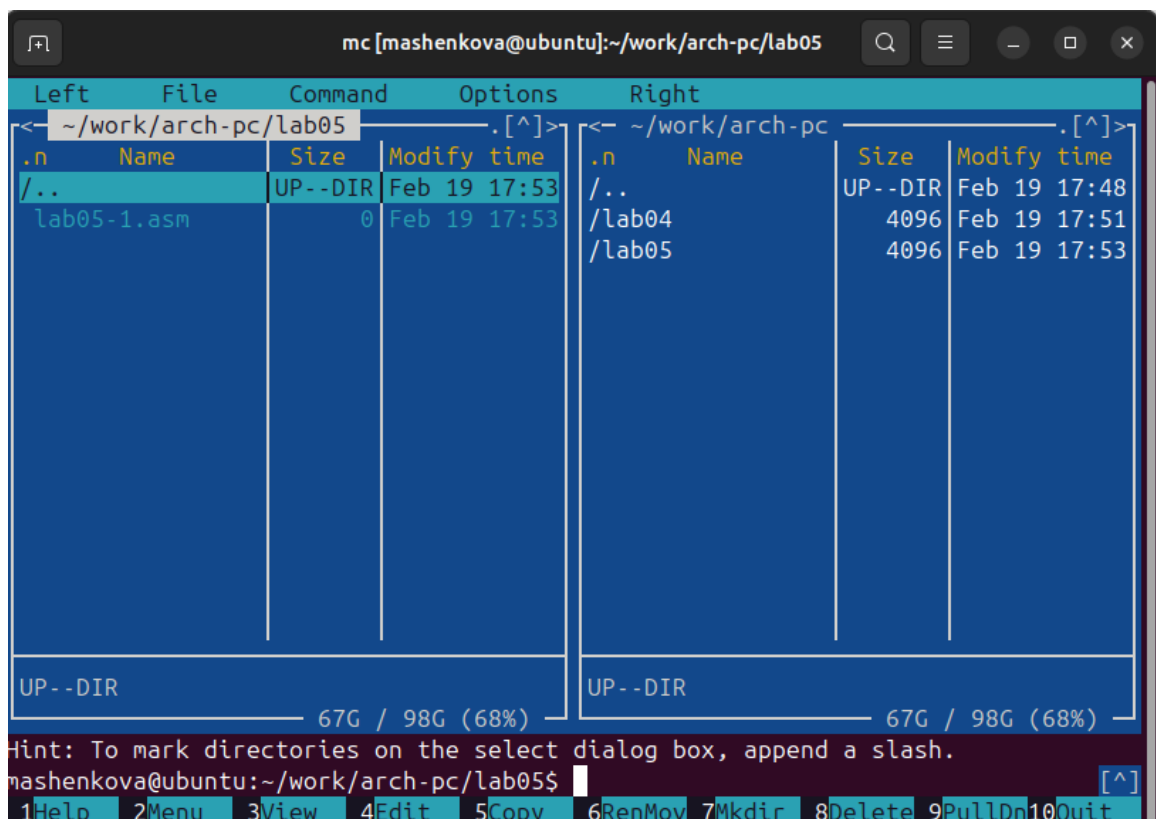 mc [mashenkova@ubuntu]:~/work/arch-pc/lab05
Left File Command Options Right
<- ~/work/arch-pc/lab05 .[^]> <- ~/work/arch-pc .[^]>
.n Name Size Modify time .n Name Size Modify time
/.. UP--DIR Feb 19 17:53 /.. UP--DIR Feb 19 17:48
lab05-1.asm 0 Feb 19 17:53 /lab04 4096 Feb 19 17:51
/lab05 4096 Feb 19 17:53
UP--DIR UP--DIR
67G / 98G (68%) 67G / 98G (68%)
Hint: To mark directories on the select dialog box, append a slash.
mashenkova@ubuntu:~/work/arch-pc/lab05$ [^]
1Help 2Menu 3View 4Edit 5Copy 6RenMov 7Mkdir 8Delete 9PullDn 10Quit